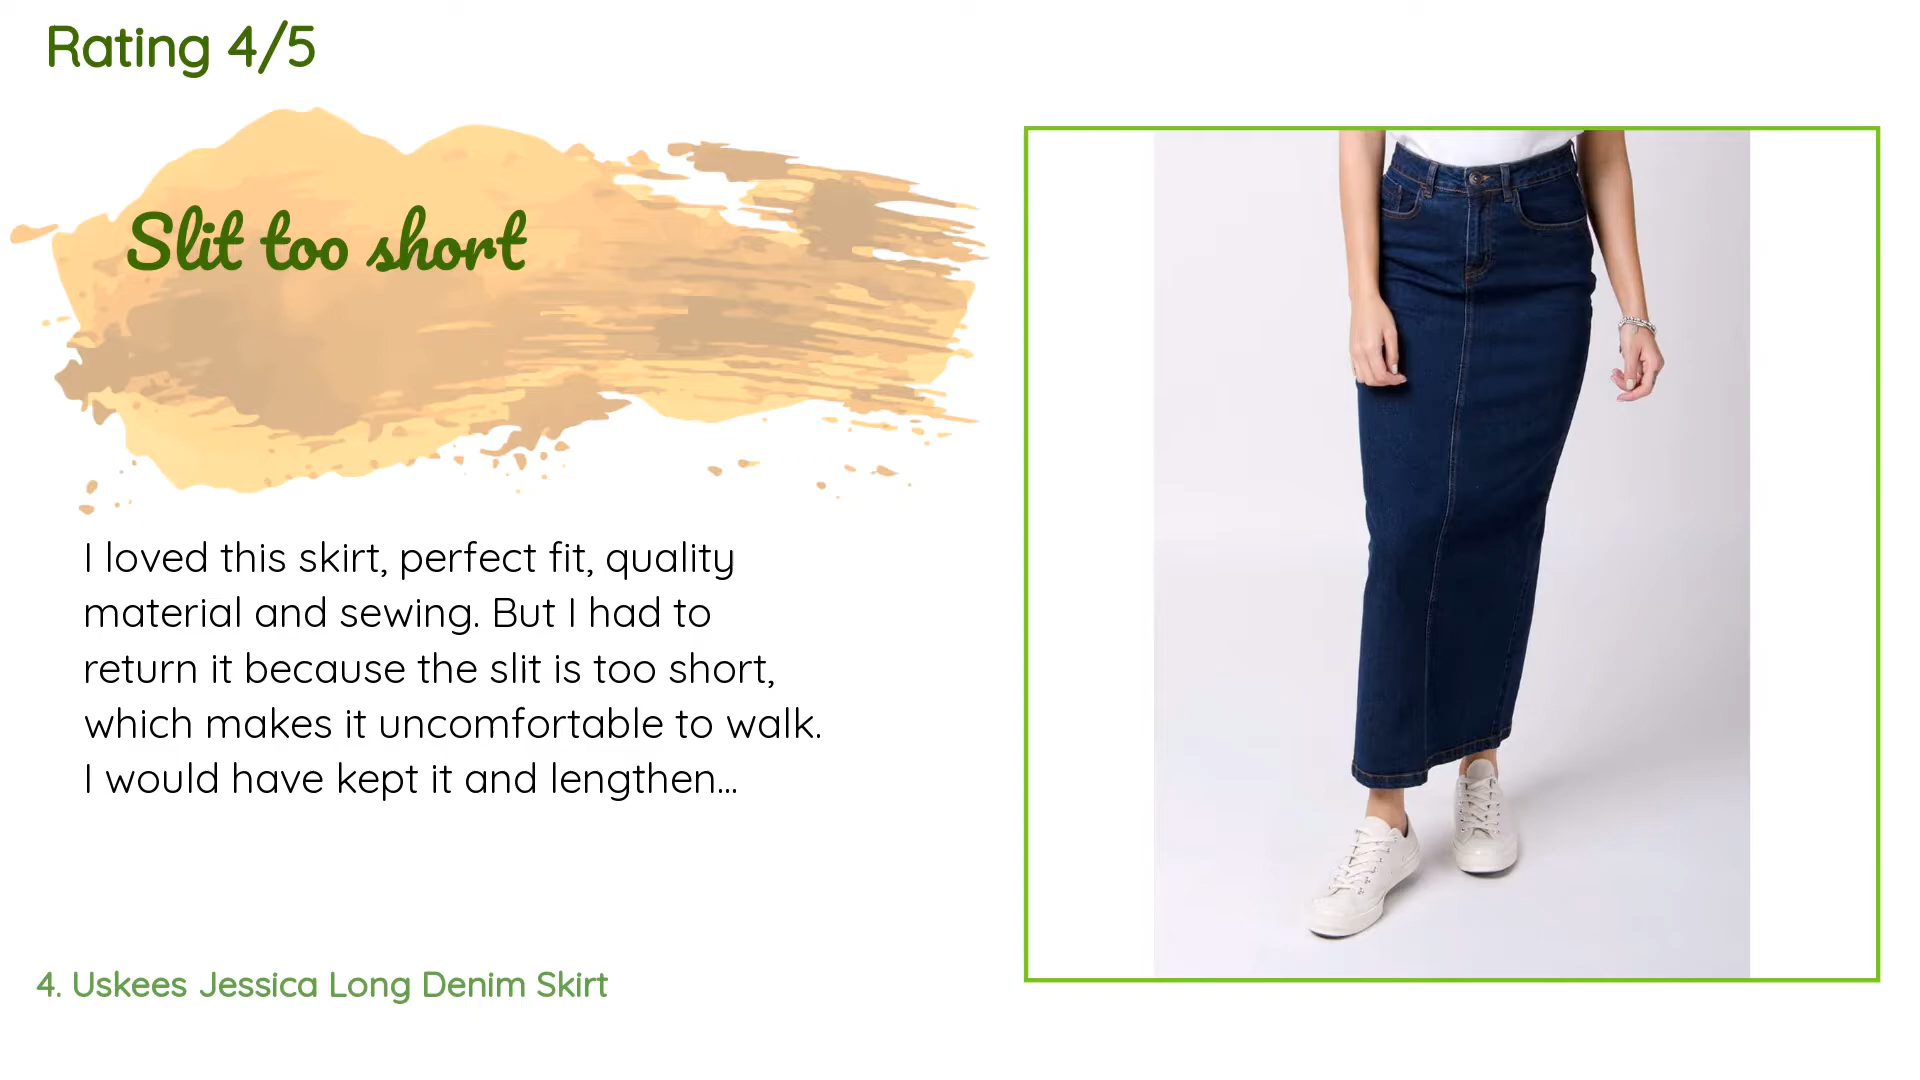 Rating 4/5
Slit too short
I loved this skirt, perfect fit, quality
material and sewing. But I had to
return it because the slit is too short,
which makes it uncomfortable to walk.
I would have kept it and lengthen...
4. Uskees Jessica Long Denim Skirt